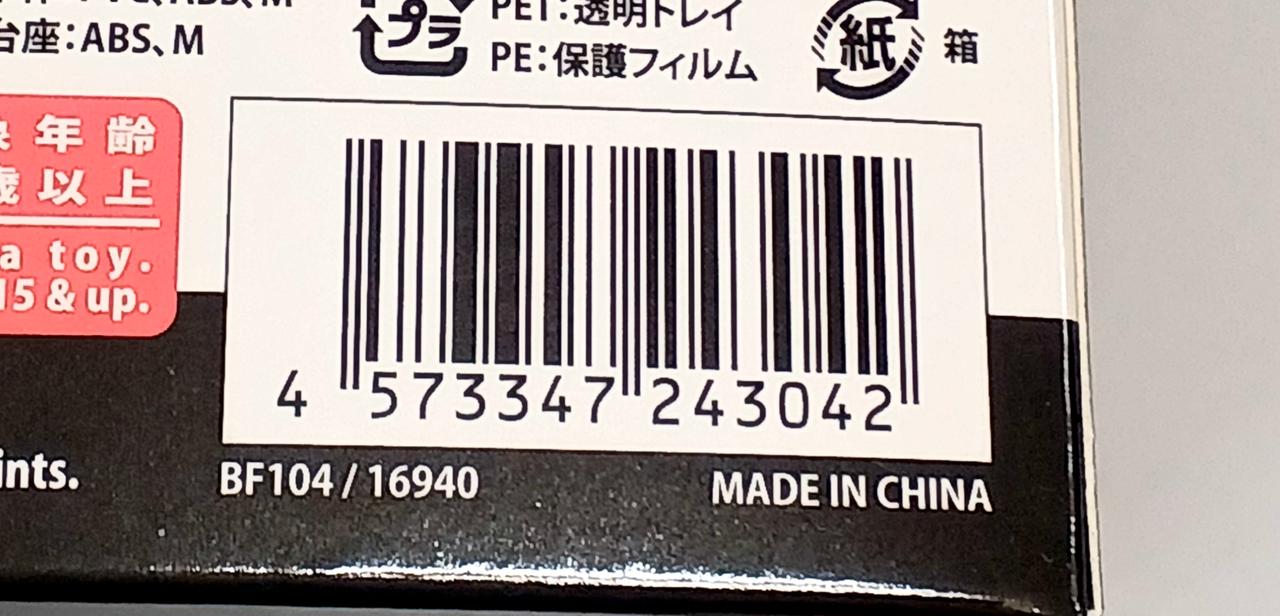 台座：ABS、M
プラ
PET：透明トレイ
PE：保護フィルム
紙
箱
年齢
歳以上
a toy.
15 & up.
4 573347 243042
ints.
BF104 / 16940
MADE IN CHINA